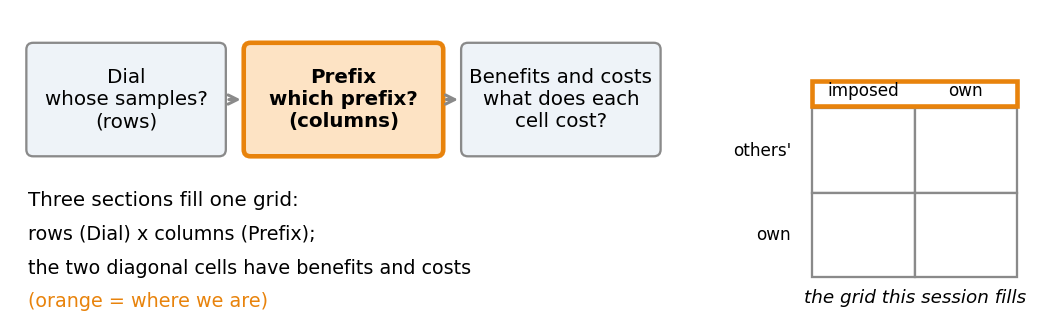 Dial
whose samples?
(rows)
Prefix
which prefix?
(columns)
Benefits and costs
what does each
cell cost?
imposed own
others'
own
the grid this session fills
Three sections fill one grid:
rows (Dial) x columns (Prefix);
the two diagonal cells have benefits and costs
(orange = where we are)